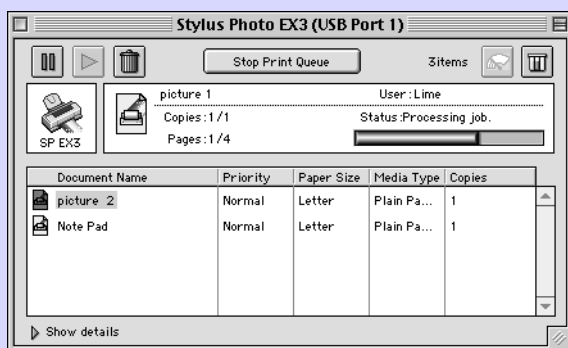 Stylus Photo EX3 (USB Port 1)
Stop Print Queue
3items
SP EX3
picture 1 User:Lime
Copies:1/1 Status:Processing job.
Pages:1/4
Document Name Priority Paper Size Media Type Copies
picture 2 Normal Letter Plain Pa... 1
Note Pad Normal Letter Plain Pa... 1
Show details